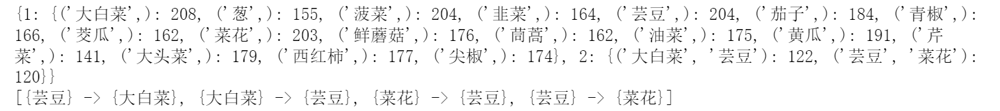 {1: {('大白菜',): 208, ('葱',): 155, ('菠菜',): 204, ('韭菜',): 164, ('芸豆',): 204, ('茄子',): 184, ('青椒',):
166, ('茭瓜',): 162, ('菜花',): 203, ('鲜蘑菇',): 176, ('茼蒿',): 162, ('油菜',): 175, ('黄瓜',): 191, ('芹
菜',): 141, ('大头菜',): 179, ('西红柿',): 177, ('尖椒',): 174}, 2: {('大白菜', '芸豆'): 122, ('芸豆', '菜花'):
120}}
[{芸豆} -> {大白菜}, {大白菜} -> {芸豆}, {菜花} -> {芸豆}, {芸豆} -> {菜花}]